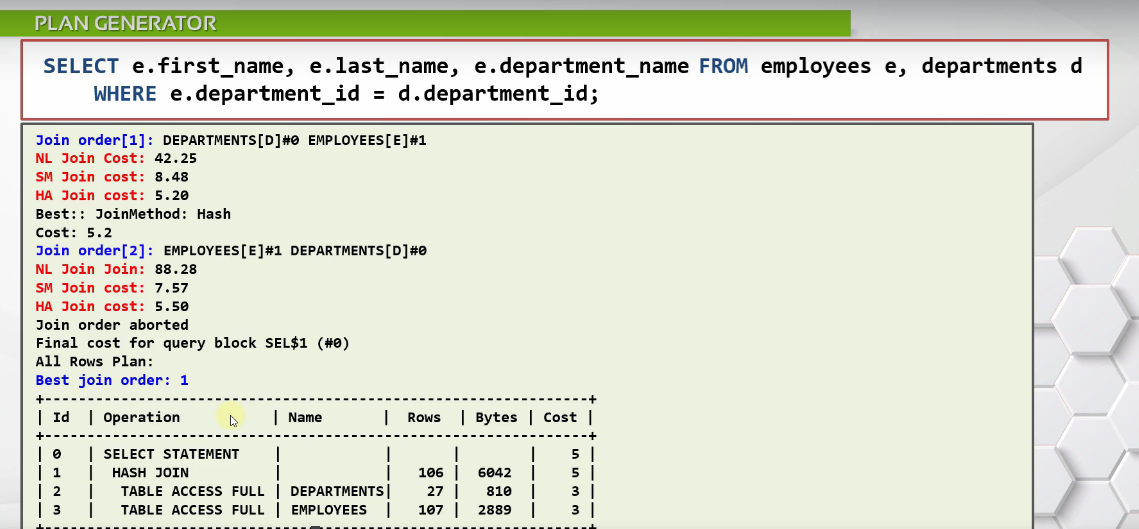 PLAN GENERATOR
SELECT e.first_name, e.last_name, e.department_name FROM employees e, departments d
WHERE e.department_id = d.department_id;
Join order[1]: DEPARTMENTS[D]#0 EMPLOYEES[E]#1
NL Join Cost: 42.25
SM Join cost: 8.48
HA Join cost: 5.20
Best:: JoinMethod: Hash
Cost: 5.2
Join order[2]: EMPLOYEES[E]#1 DEPARTMENTS[D]#0
NL Join Join: 88.28
SM Join cost: 7.57
HA Join cost: 5.50
Join order aborted
Final cost for query block SEL$1 (#0)
All Rows Plan:
Best join order: 1
+-----------------------------------------------------------------+
| Id | Operation | Name | Rows | Bytes | Cost |
+-----------------------------------------------------------------+
| 0 | SELECT STATEMENT | | | | 5 |
| 1 | HASH JOIN | | 106 | 6042 | 5 |
| 2 | TABLE ACCESS FULL | DEPARTMENTS| 27 | 810 | 3 |
| 3 | TABLE ACCESS FULL | EMPLOYEES | 107 | 2889 | 3 |
+-----------------------------------------------------------------+